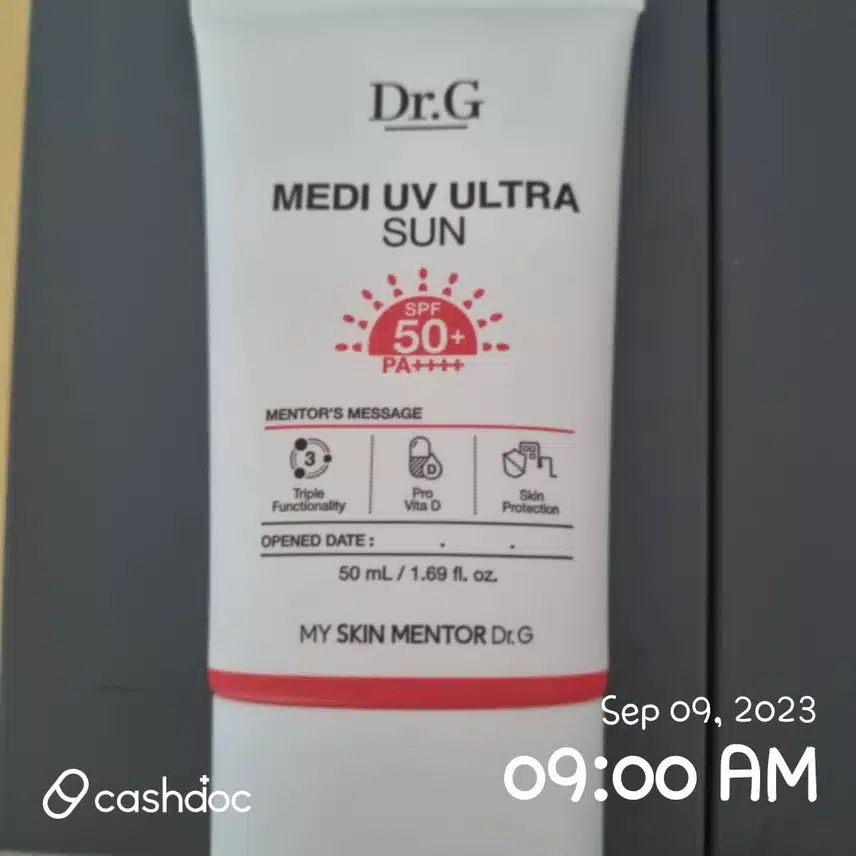 Dr.G
MEDI UV ULTRA
SUN
SPF
50+
PA++++
MENTOR'S MESSAGE
3
Triple
Functionality
D
Pro
Vita D
Skin
Protection
OPENED DATE : . .
50 mL / 1.69 fl. oz.
MY SKIN MENTOR Dr.G
Sep 09, 2023
09:00 AM
cashdoc